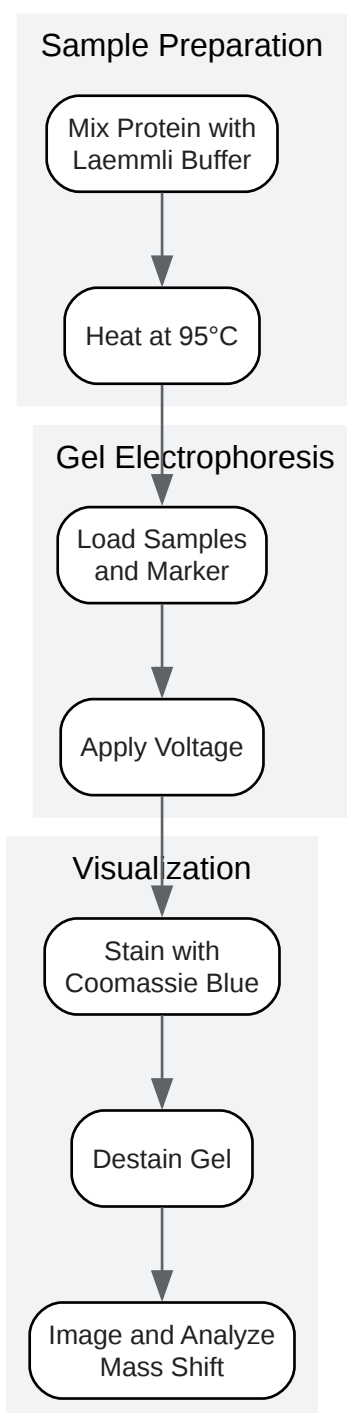 Sample Preparation
Mix Protein with
Laemmli Buffer
Heat at 95°C
Gel Electrophoresis
Load Samples
and Marker
Apply Voltage
Visualization
Stain with
Coomassie Blue
Destain Gel
Image and Analyze
Mass Shift